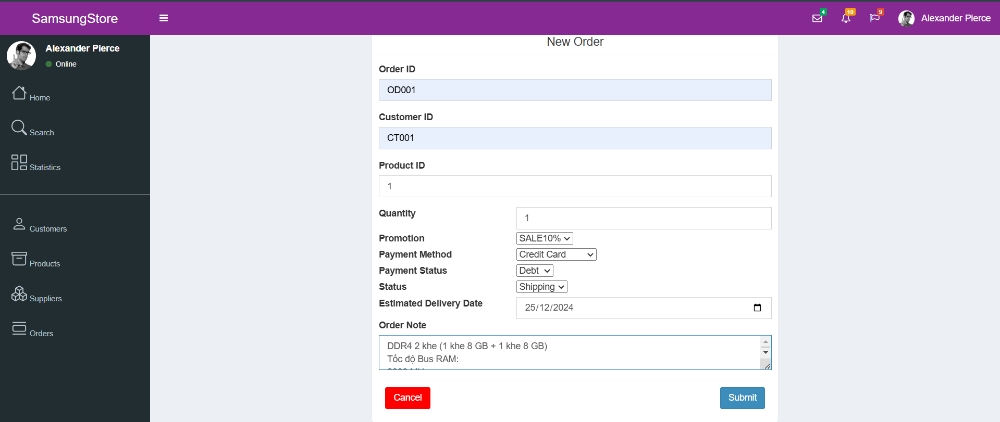 SamsungStore
4
10
9
Alexander Pierce
Alexander Pierce
Online
Home
Search
Statistics
Customers
Products
Suppliers
Orders
New Order
Order ID
OD001
Customer ID
CT001
Product ID
1
Quantity
1
Promotion
SALE10%
Payment Method
Credit Card
Payment Status
Debt
Status
Shipping
Estimated Delivery Date
25/12/2024
Order Note
DDR4 2 khe (1 khe 8 GB + 1 khe 8 GB)
Tốc độ Bus RAM:
Cancel
Submit